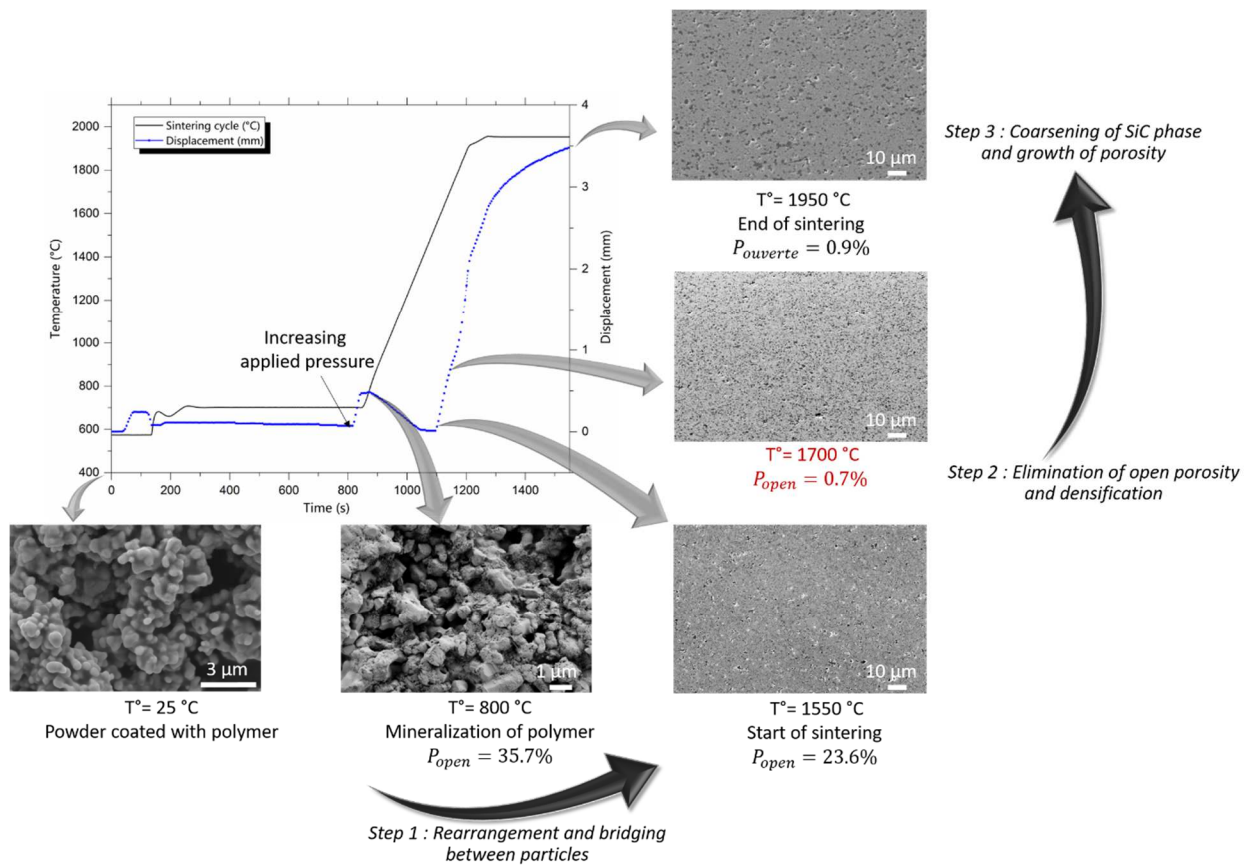 2000
1800
1600
1400
1200
1000
800
600
400
Temperature (°C)
Sintering cycle (°C)
Displacement (mm)
4
3
2
1
0
Displacement (mm)
0
200
400
600
800
1000
1200
1400
Time (s)
Increasing
applied pressure
10 µm
T°= 1950 °C
End of sintering
P_ouverte = 0.9%
Step 3 : Coarsening of SiC phase
and growth of porosity
10 µm
T°= 1700 °C
P_open = 0.7%
Step 2 : Elimination of open porosity
and densification
3 µm
T°= 25 °C
Powder coated with polymer
1 µm
T°= 800 °C
Mineralization of polymer
P_open = 35.7%
10 µm
T°= 1550 °C
Start of sintering
P_open = 23.6%
Step 1 : Rearrangement and bridging
between particles